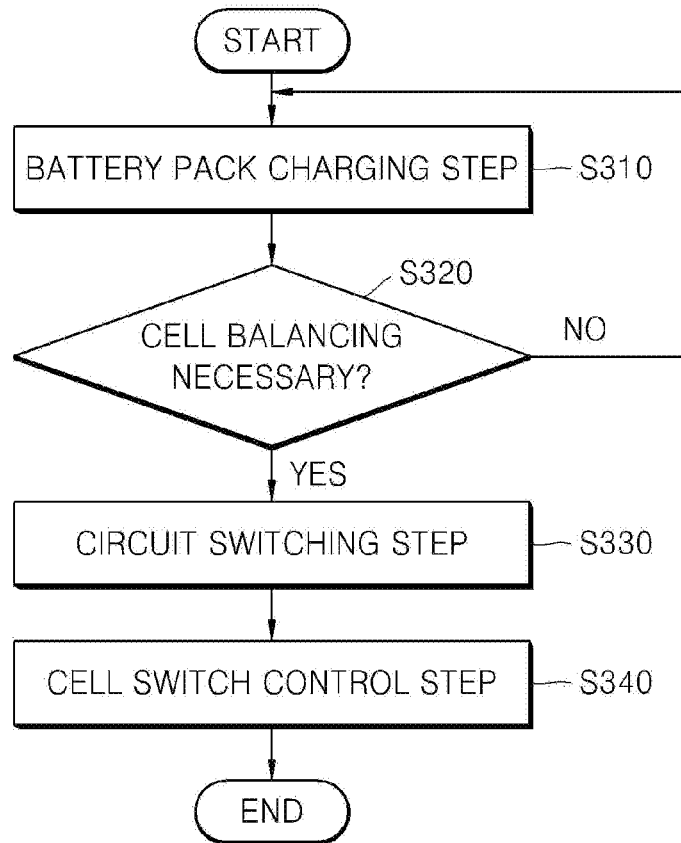 START
BATTERY PACK CHARGING STEP
S310
S320
CELL BALANCING
NECESSARY?
NO
YES
CIRCUIT SWITCHING STEP
S330
CELL SWITCH CONTROL STEP
S340
END